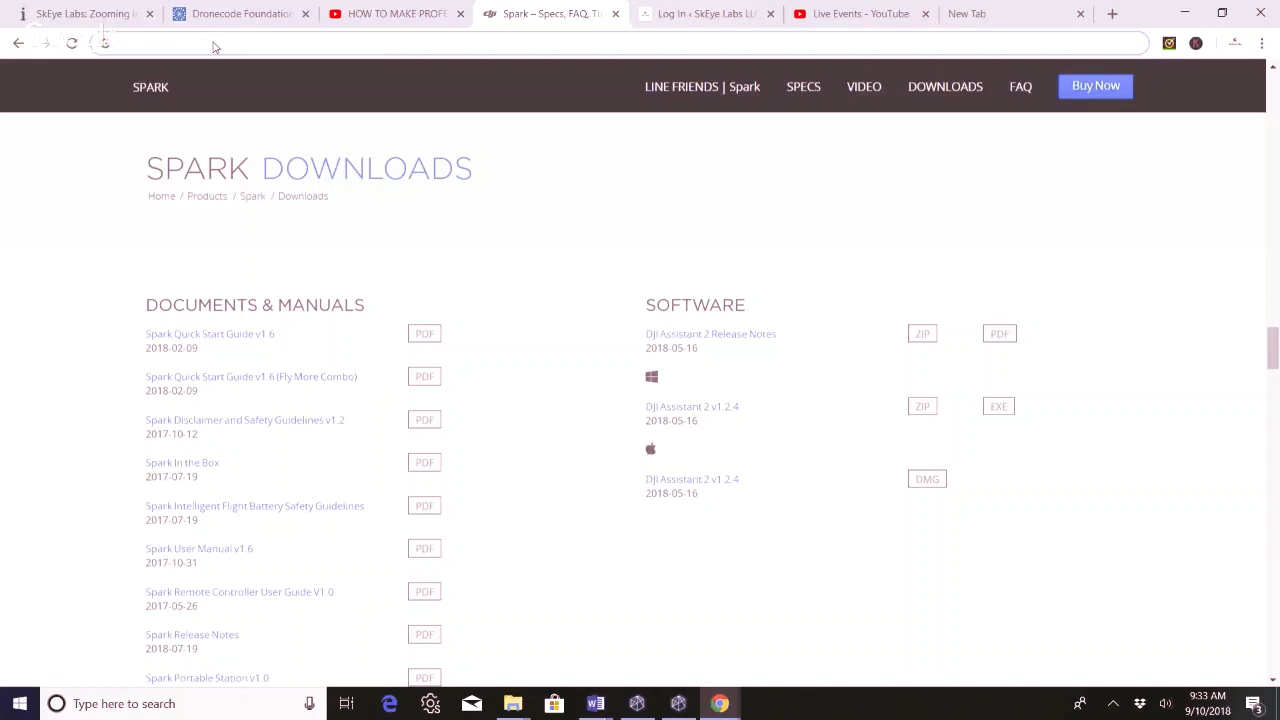 SkEye Labs Learning
Dronecode Foundation
HOW TO MAKE PROFE
Spark – Specs, FAQ, Tu
Log In ‹ SkEyes Labs LLC
Live Events - YouTube
New Tab
SPARK
LINE FRIENDS | Spark
SPECS
VIDEO
DOWNLOADS
FAQ
Buy Now
SPARK DOWNLOADS
Home / Products / Spark / Downloads
DOCUMENTS & MANUALS
Spark Quick Start Guide v1.6 PDF
2018-02-09
Spark Quick Start Guide v1.6 (Fly More Combo) PDF
2018-02-09
Spark Disclaimer and Safety Guidelines v1.2 PDF
2017-10-12
Spark In the Box PDF
2017-07-19
Spark Intelligent Flight Battery Safety Guidelines PDF
2017-07-19
Spark User Manual v1.6 PDF
2017-10-31
Spark Remote Controller User Guide V1.0 PDF
2017-05-26
Spark Release Notes PDF
2018-07-19
Spark Portable Station v1.0 PDF
SOFTWARE
DJI Assistant 2 Release Notes ZIP PDF
2018-05-16
DJI Assistant 2 v1.2.4 ZIP EXE
2018-05-16
DJI Assistant 2 v1.2.4 DMG
2018-05-16
Type here to search
9:33 AM
9/10/2018
3